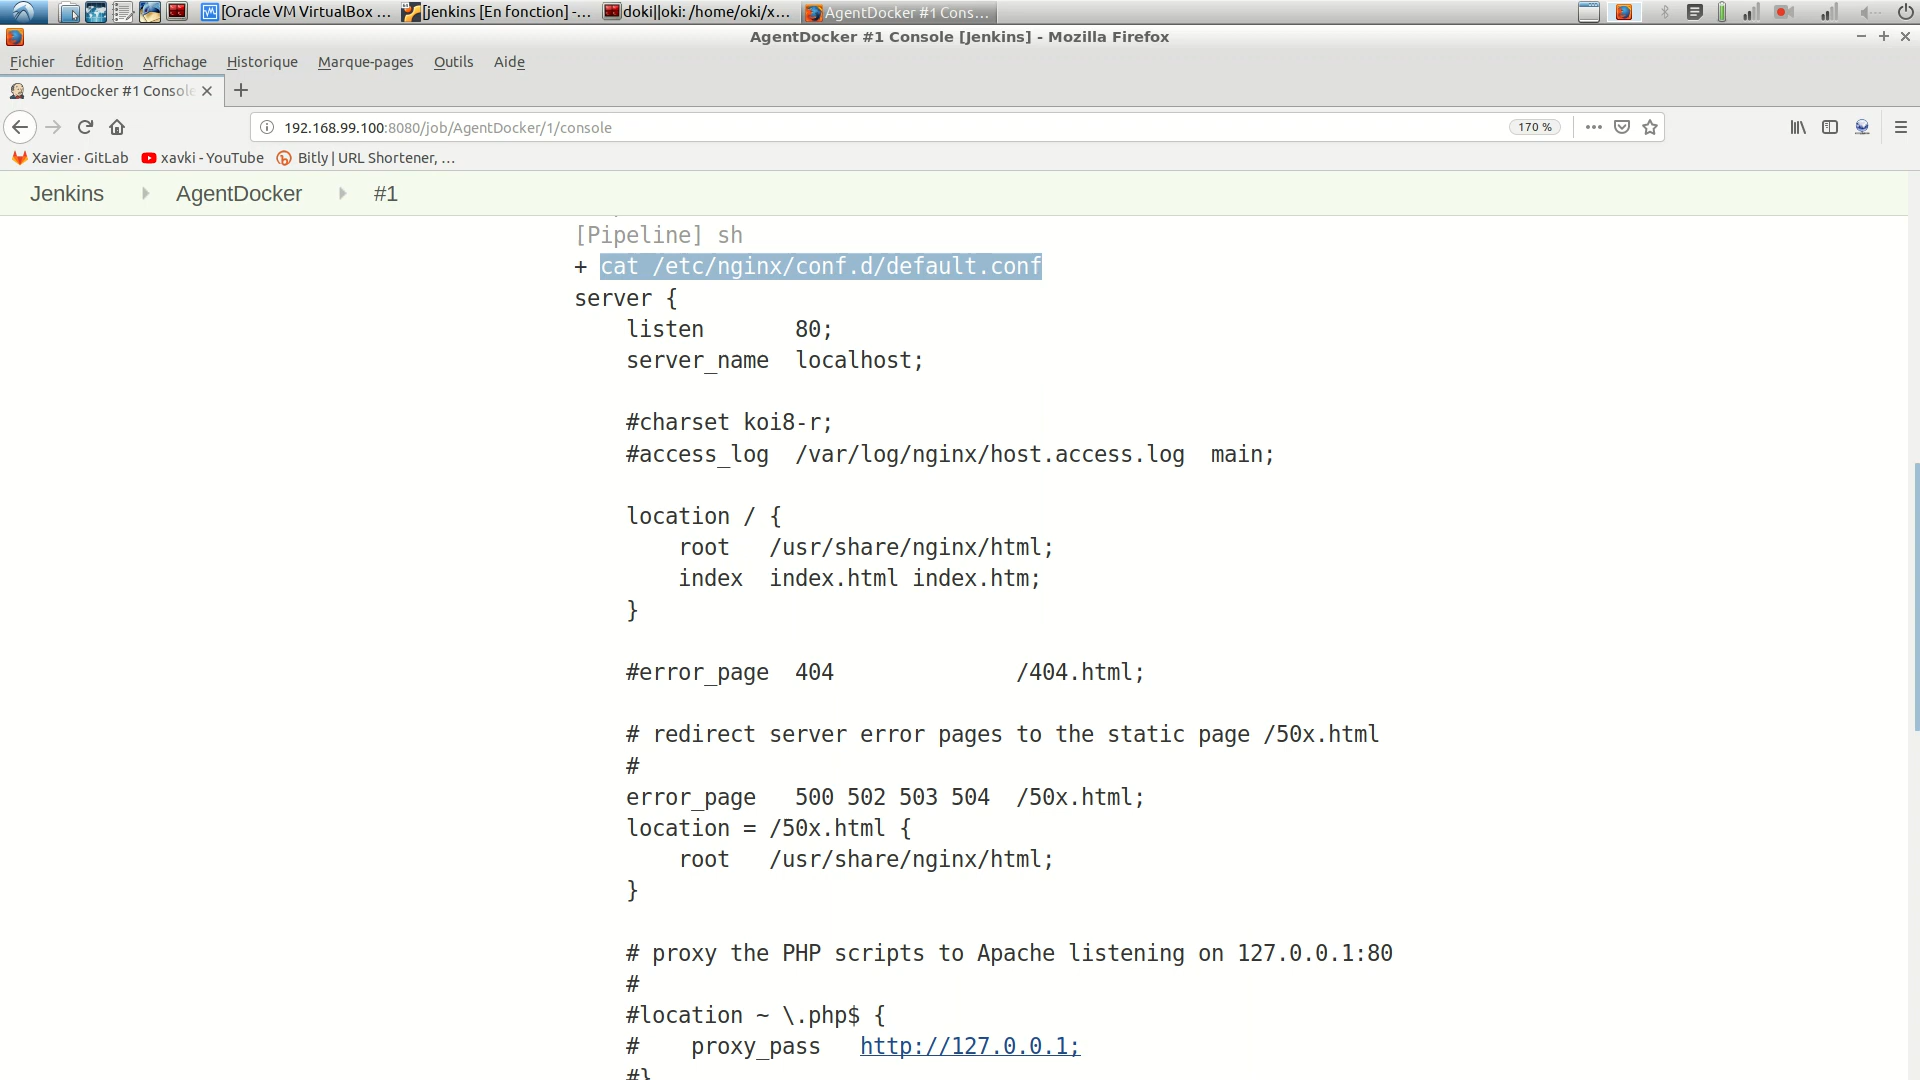 [Oracle VM VirtualBox ... [jenkins [En fonction] -... doki||oki: /home/oki/x... AgentDocker #1 Cons...
AgentDocker #1 Console [Jenkins] - Mozilla Firefox
Fichier Édition Affichage Historique Marque-pages Outils Aide
AgentDocker #1 Console
192.168.99.100:8080/job/AgentDocker/1/console 170 %
Xavier · GitLab xavki - YouTube Bitly | URL Shortener, ...
Jenkins AgentDocker #1
[Pipeline] sh
+ cat /etc/nginx/conf.d/default.conf
server {
    listen       80;
    server_name  localhost;
    #charset koi8-r;
    #access_log  /var/log/nginx/host.access.log  main;
    location / {
        root   /usr/share/nginx/html;
        index  index.html index.htm;
    }
    #error_page  404              /404.html;
    # redirect server error pages to the static page /50x.html
    #
    error_page   500 502 503 504  /50x.html;
    location = /50x.html {
        root   /usr/share/nginx/html;
    }
    # proxy the PHP scripts to Apache listening on 127.0.0.1:80
    #
    #location ~ \.php$ {
    #    proxy_pass   http://127.0.0.1;
    #}